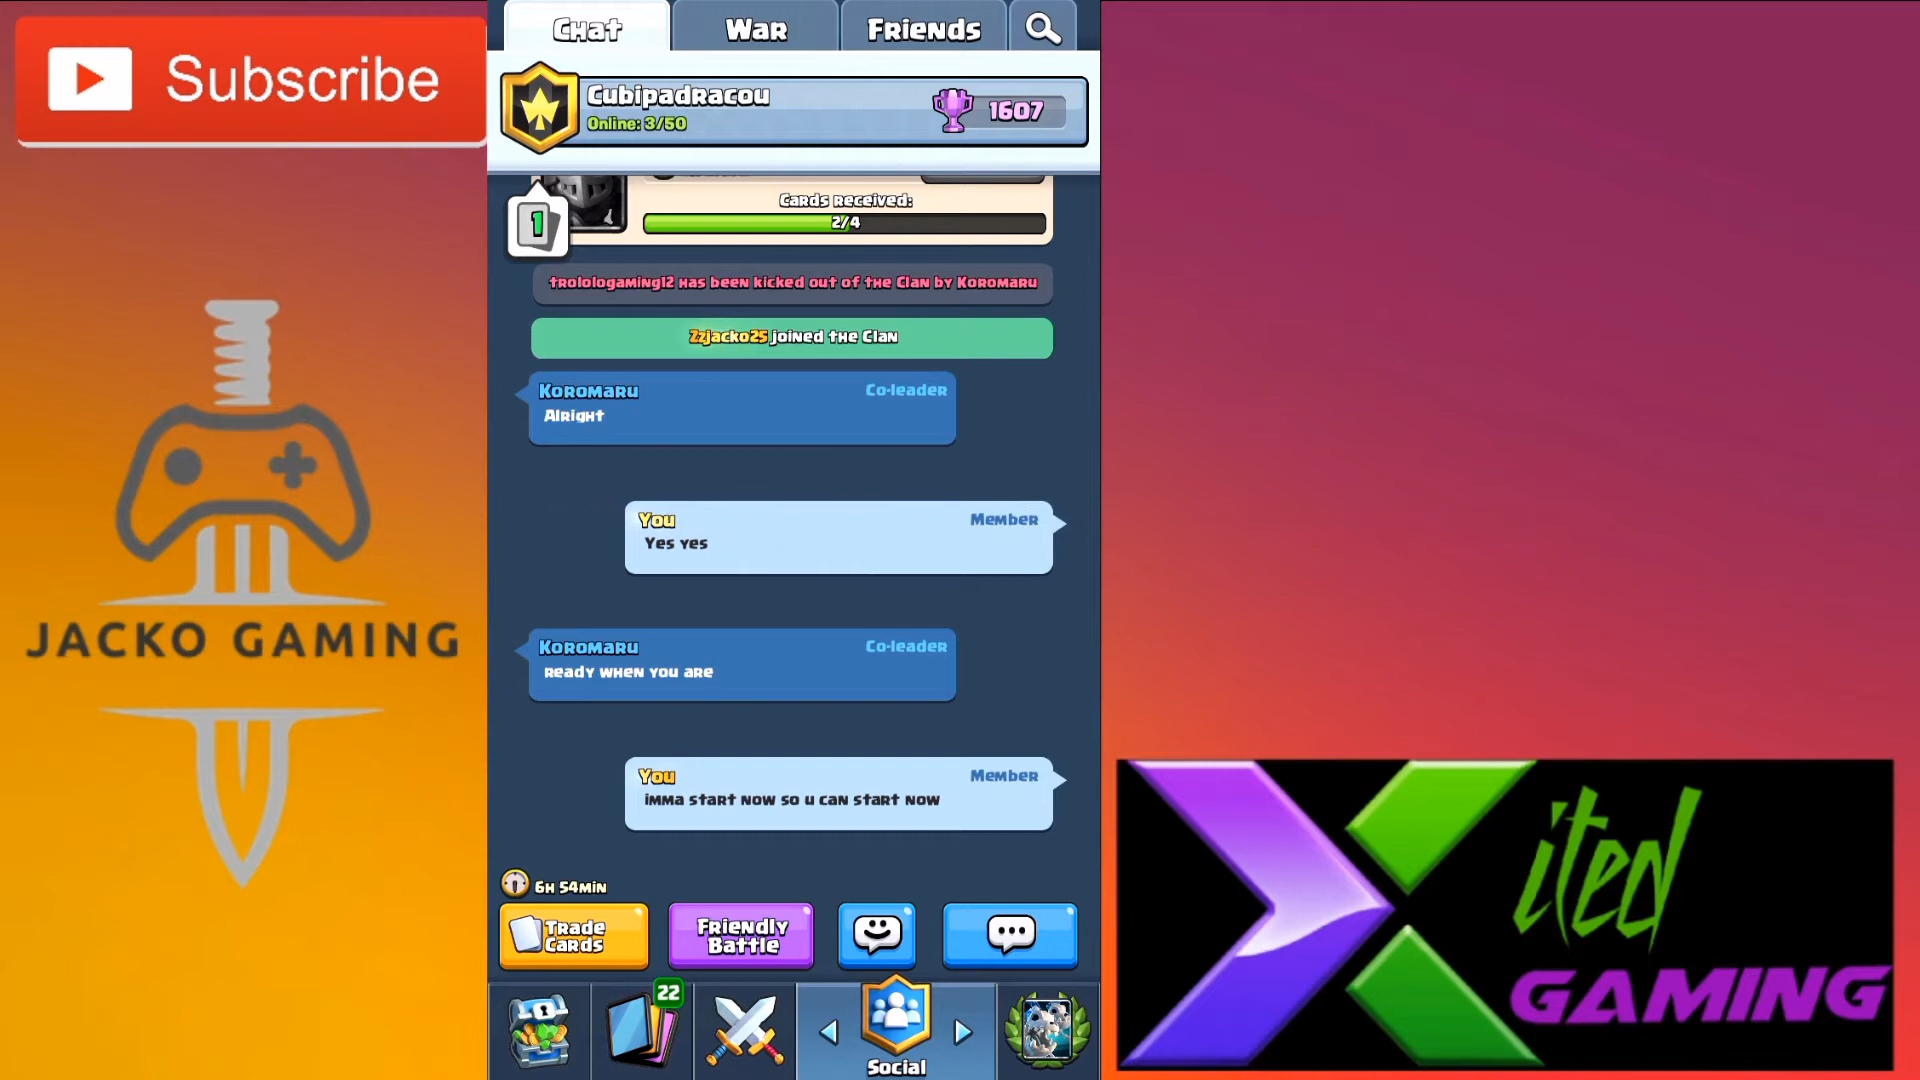 Subscribe
JACKO GAMING
Chat
War
Friends
Cubipadracou
Online: 3/50
1607
1
Cards received:
2/4
trolologaming12 has been kicked out of the Clan by Koromaru
Zzjacko25 joined the Clan
Koromaru
Co-leader
Alright
You
Member
Yes yes
Koromaru
Co-leader
Ready when you are
You
Member
imma start now so u can start now
6h 54min
Trade
Cards
Friendly
Battle
22
Social
Xited
GAMING